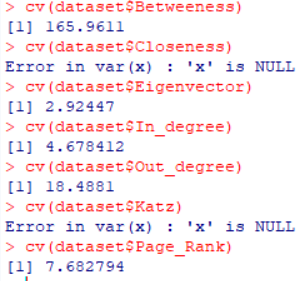 > cv(dataset$Betweeness)
[1] 165.9611
> cv(dataset$Closeness)
Error in var(x) : 'x' is NULL
> cv(dataset$Eigenvector)
[1] 2.92447
> cv(dataset$In_degree)
[1] 4.678412
> cv(dataset$Out_degree)
[1] 18.4881
> cv(dataset$Katz)
Error in var(x) : 'x' is NULL
> cv(dataset$Page_Rank)
[1] 7.682794